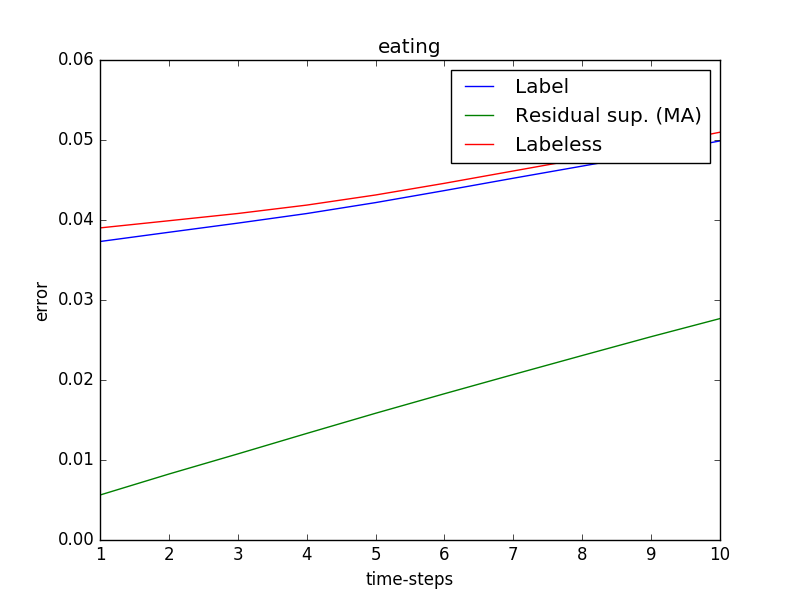 eating
0.06
0.05
0.04
0.03
0.02
0.01
0.00
error
Label
Residual sup. (MA)
Labeless
1 2 3 4 5 6 7 8 9 10
time-steps